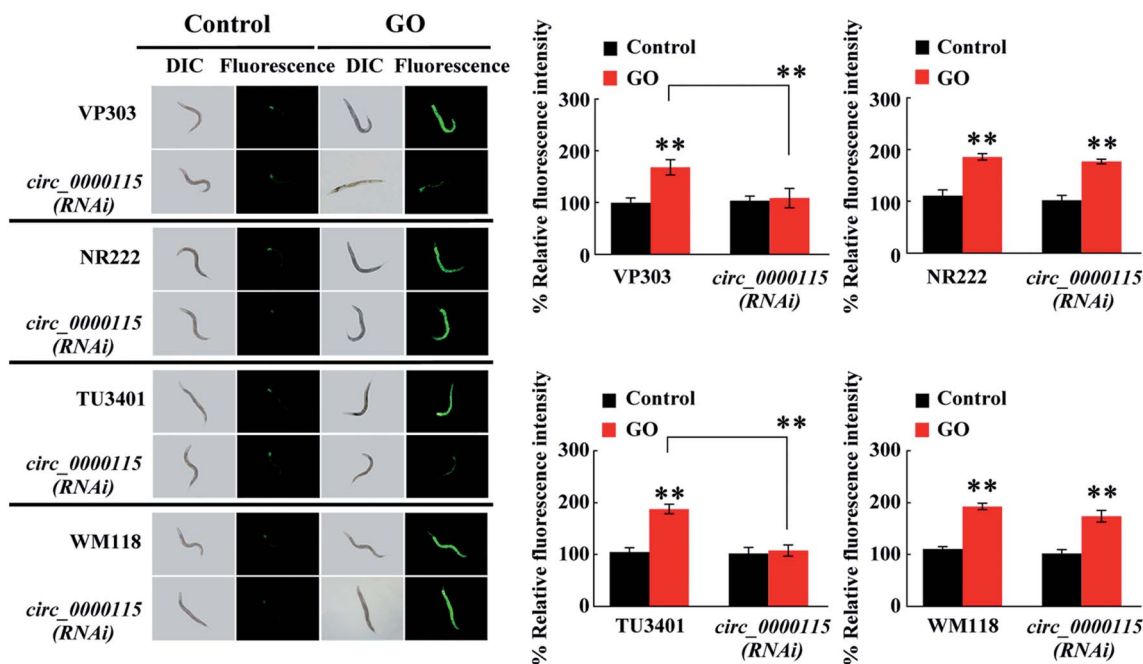 Control GO
DIC Fluorescence DIC Fluorescence
VP303
circ_0000115
(RNAi)
NR222
circ_0000115
(RNAi)
TU3401
circ_0000115
(RNAi)
WM118
circ_0000115
(RNAi)
% Relative fluorescence intensity
Control
GO
**
300
200
100
0
**
VP303 circ_0000115
(RNAi)
% Relative fluorescence intensity
Control
GO
300
200
100
0
** **
NR222 circ_0000115
(RNAi)
% Relative fluorescence intensity
Control
GO
**
300
200
100
0
**
TU3401 circ_0000115
(RNAi)
% Relative fluorescence intensity
Control
GO
300
200
100
0
** **
WM118 circ_0000115
(RNAi)